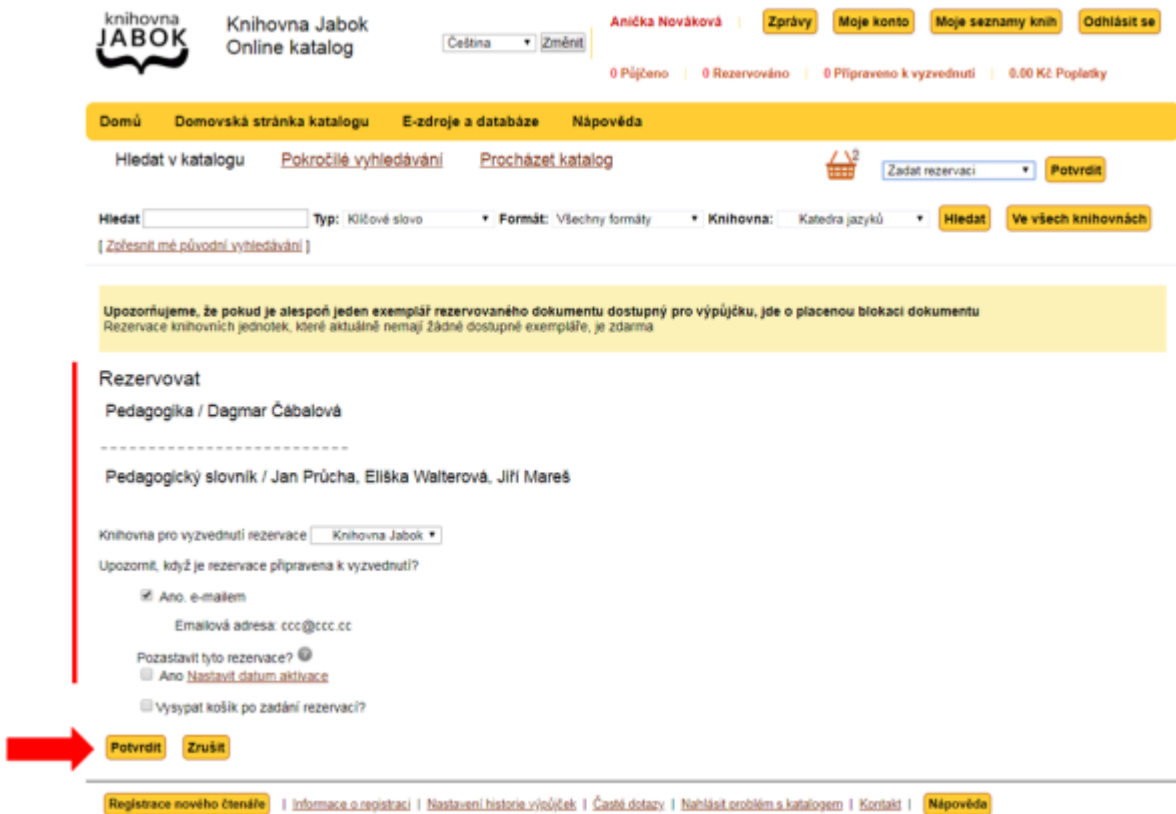 knihovna
JABOK
Knihovna Jabok
Online katalog
Čeština
Změnit
Anička Nováková
Zprávy
Moje konto
Moje seznamy knih
Odhlásit se
0 Půjčeno | 0 Rezervováno | 0 Připraveno k vyzvednutí | 0.00 Kč Poplatky
Domů Domovská stránka katalogu E-zdroje a databáze Nápověda
Hledat v katalogu Pokročilé vyhledávání Procházet katalog
2
Zadat rezervaci
Potvrdit
Hledat Typ: Klíčové slovo Formát: Všechny formáty Knihovna: Katedra jazyků Hledat Ve všech knihovnách
[ Zpřesnit mé původní vyhledávání ]
Upozorňujeme, že pokud je alespoň jeden exemplář rezervovaného dokumentu dostupný pro výpůjčku, jde o placenou blokaci dokumentu
Rezervace knihovních jednotek, které aktuálně nemají žádné dostupné exempláře, je zdarma
Rezervovat
Pedagogika / Dagmar Čábalová
---------------------------
Pedagogický slovník / Jan Průcha, Eliška Walterová, Jiří Mareš
Knihovna pro vyzvednutí rezervace Knihovna Jabok
Upozornit, když je rezervace připravena k vyzvednutí?
Ano. e-mailem
Emailová adresa: ccc@ccc.cc
Pozastavit tyto rezervace? ?
Ano Nastavit datum aktivace
Vysypat košík po zadání rezervací?
Potvrdit Zrušit
Registrace nového čtenáře | Informace o registraci | Nastavení historie výpůjček | Časté dotazy | Nahlásit problém s katalogem | Kontakt | Nápověda